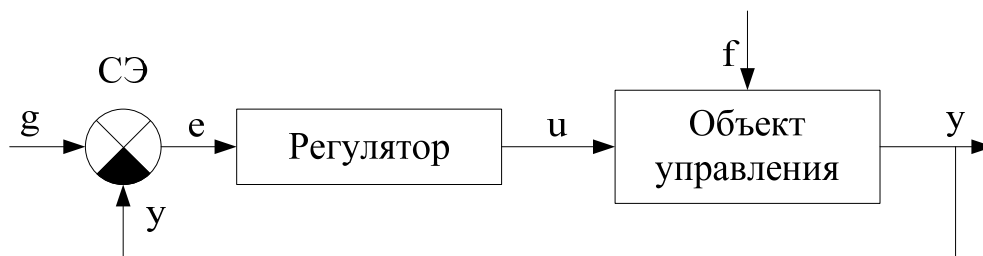 СЭ
g
e
Регулятор
u
f
Объект
управления
y
y